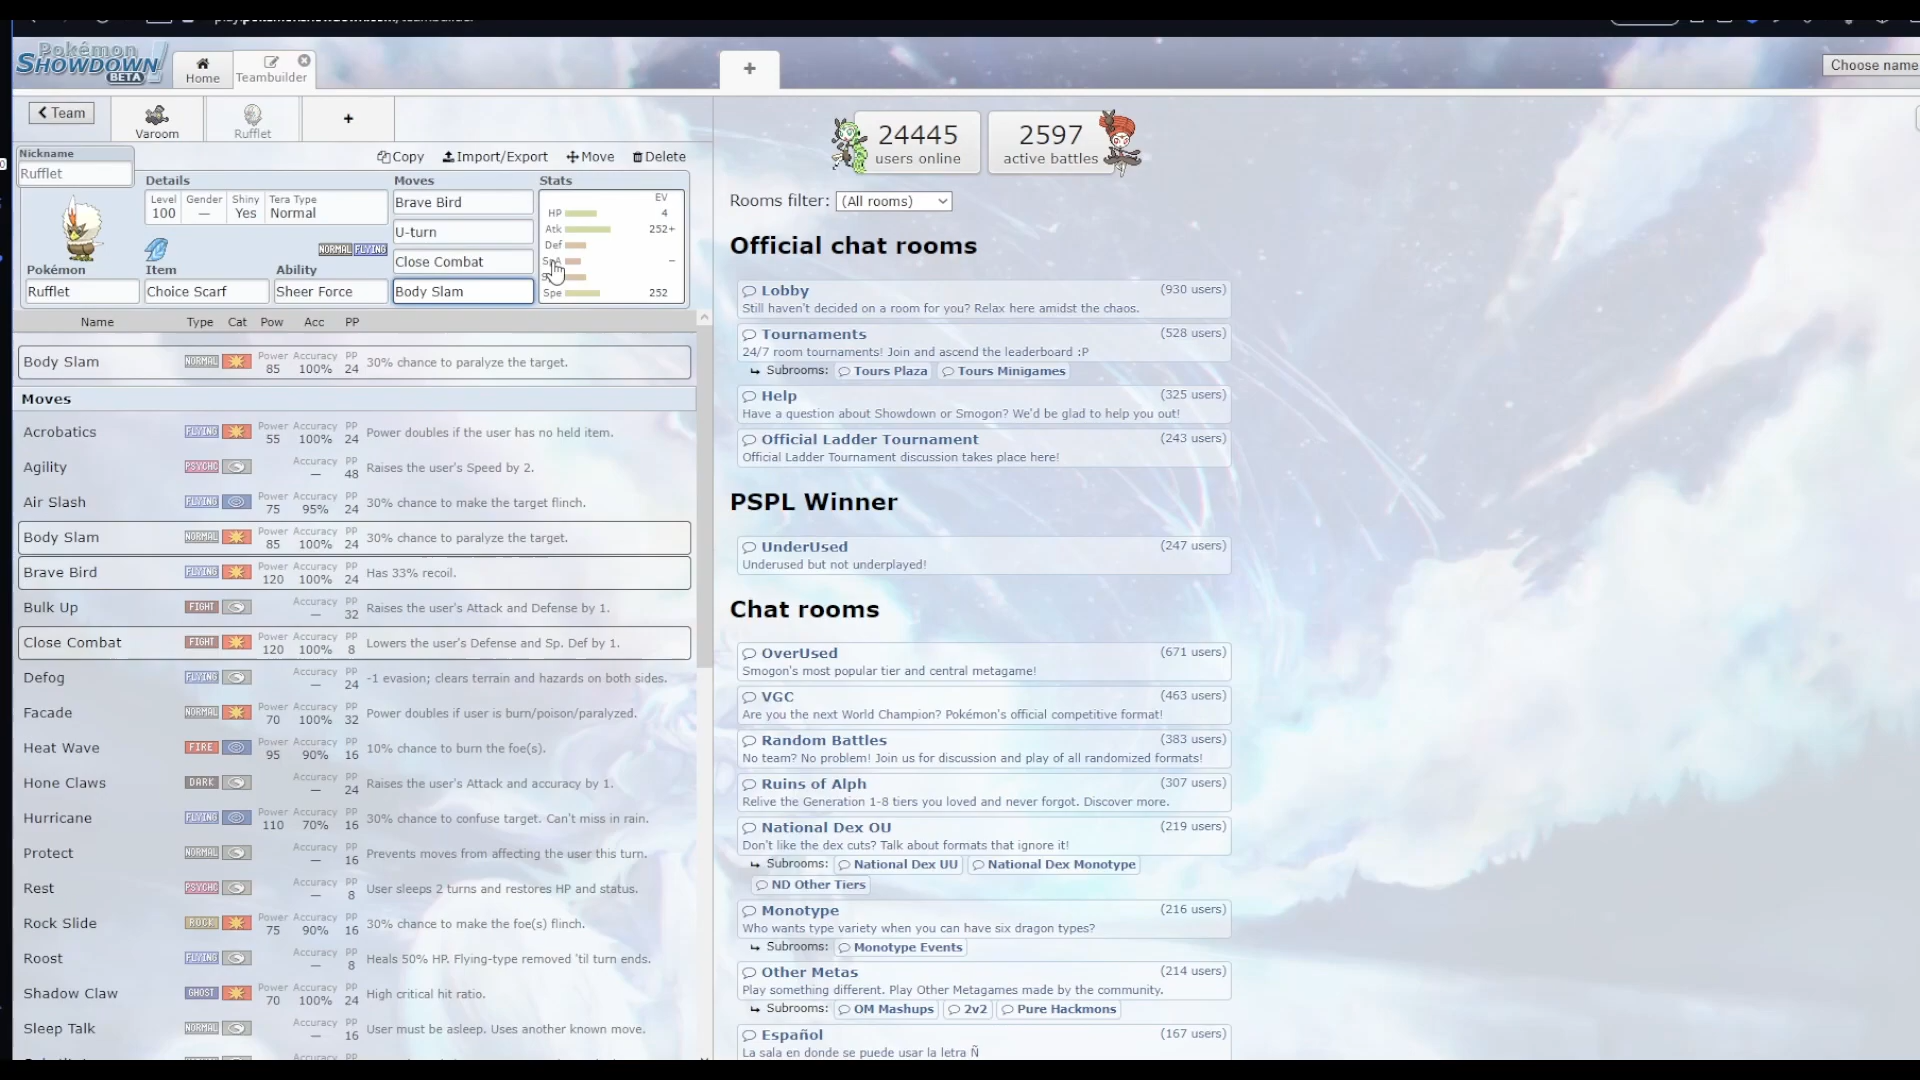 Pokémon
SHOWDOWN
BETA
Home
Teambuilder
+
Choose name
Team
Varoom
Rufflet
+
Copy
Import/Export
Move
Delete
Nickname
Rufflet
Details
Level
100
Gender
—
Shiny
Yes
Tera Type
Normal
NORMAL FLYING
Pokémon
Rufflet
Item
Choice Scarf
Ability
Sheer Force
Moves
Brave Bird
U-turn
Close Combat
Body Slam
Stats
EV
HP 4
Atk 252+
Def
SpA –
Spe 252
24445
users online
2597
active battles
Name Type Cat Pow Acc PP
Body Slam NORMAL Power 85 Accuracy 100% PP 24 30% chance to paralyze the target.
Moves
Acrobatics FLYING Power 55 Accuracy 100% PP 24 Power doubles if the user has no held item.
Agility PSYCHC Accuracy — PP 48 Raises the user's Speed by 2.
Air Slash FLYING Power 75 Accuracy 95% PP 24 30% chance to make the target flinch.
Body Slam NORMAL Power 85 Accuracy 100% PP 24 30% chance to paralyze the target.
Brave Bird FLYING Power 120 Accuracy 100% PP 24 Has 33% recoil.
Bulk Up FIGHT Accuracy — PP 32 Raises the user's Attack and Defense by 1.
Close Combat FIGHT Power 120 Accuracy 100% PP 8 Lowers the user's Defense and Sp. Def by 1.
Defog FLYING Accuracy — PP 24 -1 evasion; clears terrain and hazards on both sides.
Facade NORMAL Power 70 Accuracy 100% PP 32 Power doubles if user is burn/poison/paralyzed.
Heat Wave FIRE Power 95 Accuracy 90% PP 16 10% chance to burn the foe(s).
Hone Claws DARK Accuracy — PP 24 Raises the user's Attack and accuracy by 1.
Hurricane FLYING Power 110 Accuracy 70% PP 16 30% chance to confuse target. Can't miss in rain.
Protect NORMAL Accuracy — PP 16 Prevents moves from affecting the user this turn.
Rest PSYCHC Accuracy — PP 8 User sleeps 2 turns and restores HP and status.
Rock Slide ROCK Power 75 Accuracy 90% PP 16 30% chance to make the foe(s) flinch.
Roost FLYING Accuracy — PP 8 Heals 50% HP. Flying-type removed 'til turn ends.
Shadow Claw GHOST Power 70 Accuracy 100% PP 24 High critical hit ratio.
Sleep Talk NORMAL Accuracy — PP 16 User must be asleep. Uses another known move.
Rooms filter: (All rooms)
Official chat rooms
Lobby (930 users)
Still haven't decided on a room for you? Relax here amidst the chaos.
Tournaments (528 users)
24/7 room tournaments! Join and ascend the leaderboard :P
Subrooms: Tours Plaza Tours Minigames
Help (325 users)
Have a question about Showdown or Smogon? We'd be glad to help you out!
Official Ladder Tournament (243 users)
Official Ladder Tournament discussion takes place here!
PSPL Winner
UnderUsed (247 users)
Underused but not underplayed!
Chat rooms
OverUsed (671 users)
Smogon's most popular tier and central metagame!
VGC (463 users)
Are you the next World Champion? Pokémon's official competitive format!
Random Battles (383 users)
No team? No problem! Join us for discussion and play of all randomized formats!
Ruins of Alph (307 users)
Relive the Generation 1-8 tiers you loved and never forgot. Discover more.
National Dex OU (219 users)
Don't like the dex cuts? Talk about formats that ignore it!
Subrooms: National Dex UU National Dex Monotype
ND Other Tiers
Monotype (216 users)
Who wants type variety when you can have six dragon types?
Subrooms: Monotype Events
Other Metas (214 users)
Play something different. Play Other Metagames made by the community.
Subrooms: OM Mashups 2v2 Pure Hackmons
Español (167 users)
La sala en donde se puede usar la letra Ñ